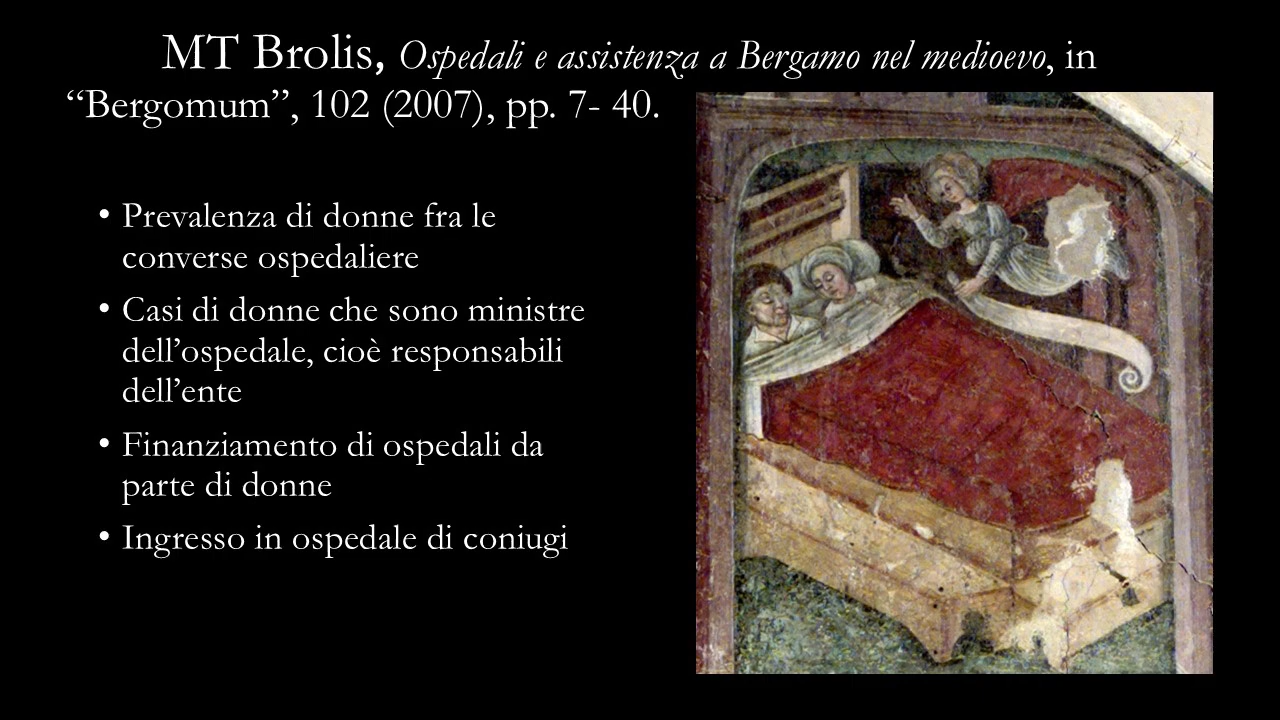 MT Brolis, Ospedali e assistenza a Bergamo nel medioevo, in
“Bergomum”, 102 (2007), pp. 7- 40.
• Prevalenza di donne fra le
converse ospedaliere
• Casi di donne che sono ministre
dell’ospedale, cioè responsabili
dell’ente
• Finanziamento di ospedali da
parte di donne
• Ingresso in ospedale di coniugi